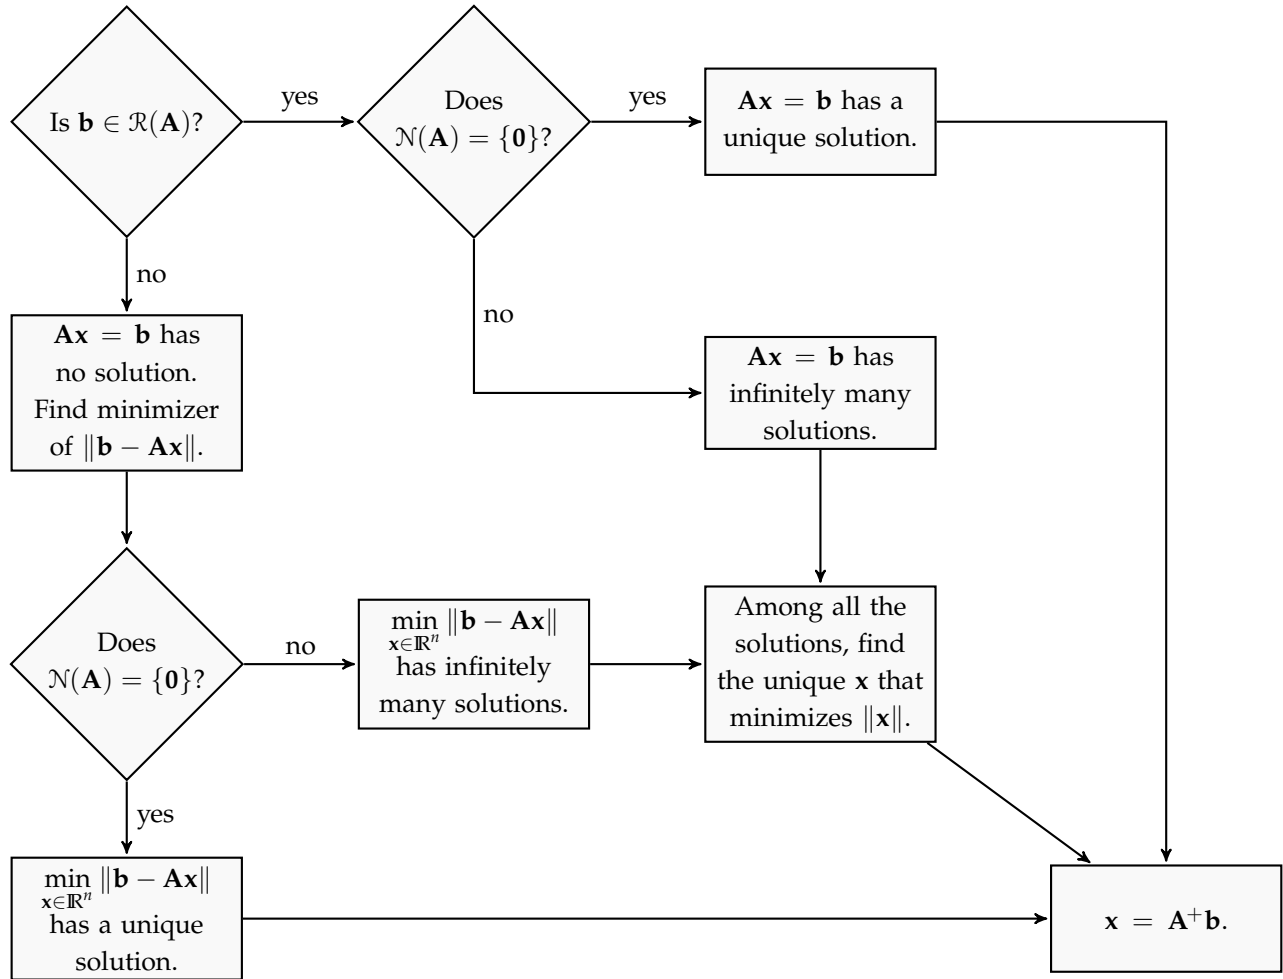 Is b ∈ ℛ(A)?
yes
Does
𝒩(A) = {0}?
yes
Ax = b has a
unique solution.
no
no
Ax = b has
no solution.
Find minimizer
of ‖b − Ax‖.
Ax = b has
infinitely many
solutions.
Does
𝒩(A) = {0}?
no
min ‖b − Ax‖
x∈ℝⁿ
has infinitely
many solutions.
Among all the
solutions, find
the unique x that
minimizes ‖x‖.
yes
min ‖b − Ax‖
x∈ℝⁿ
has a unique
solution.
x = A⁺b.